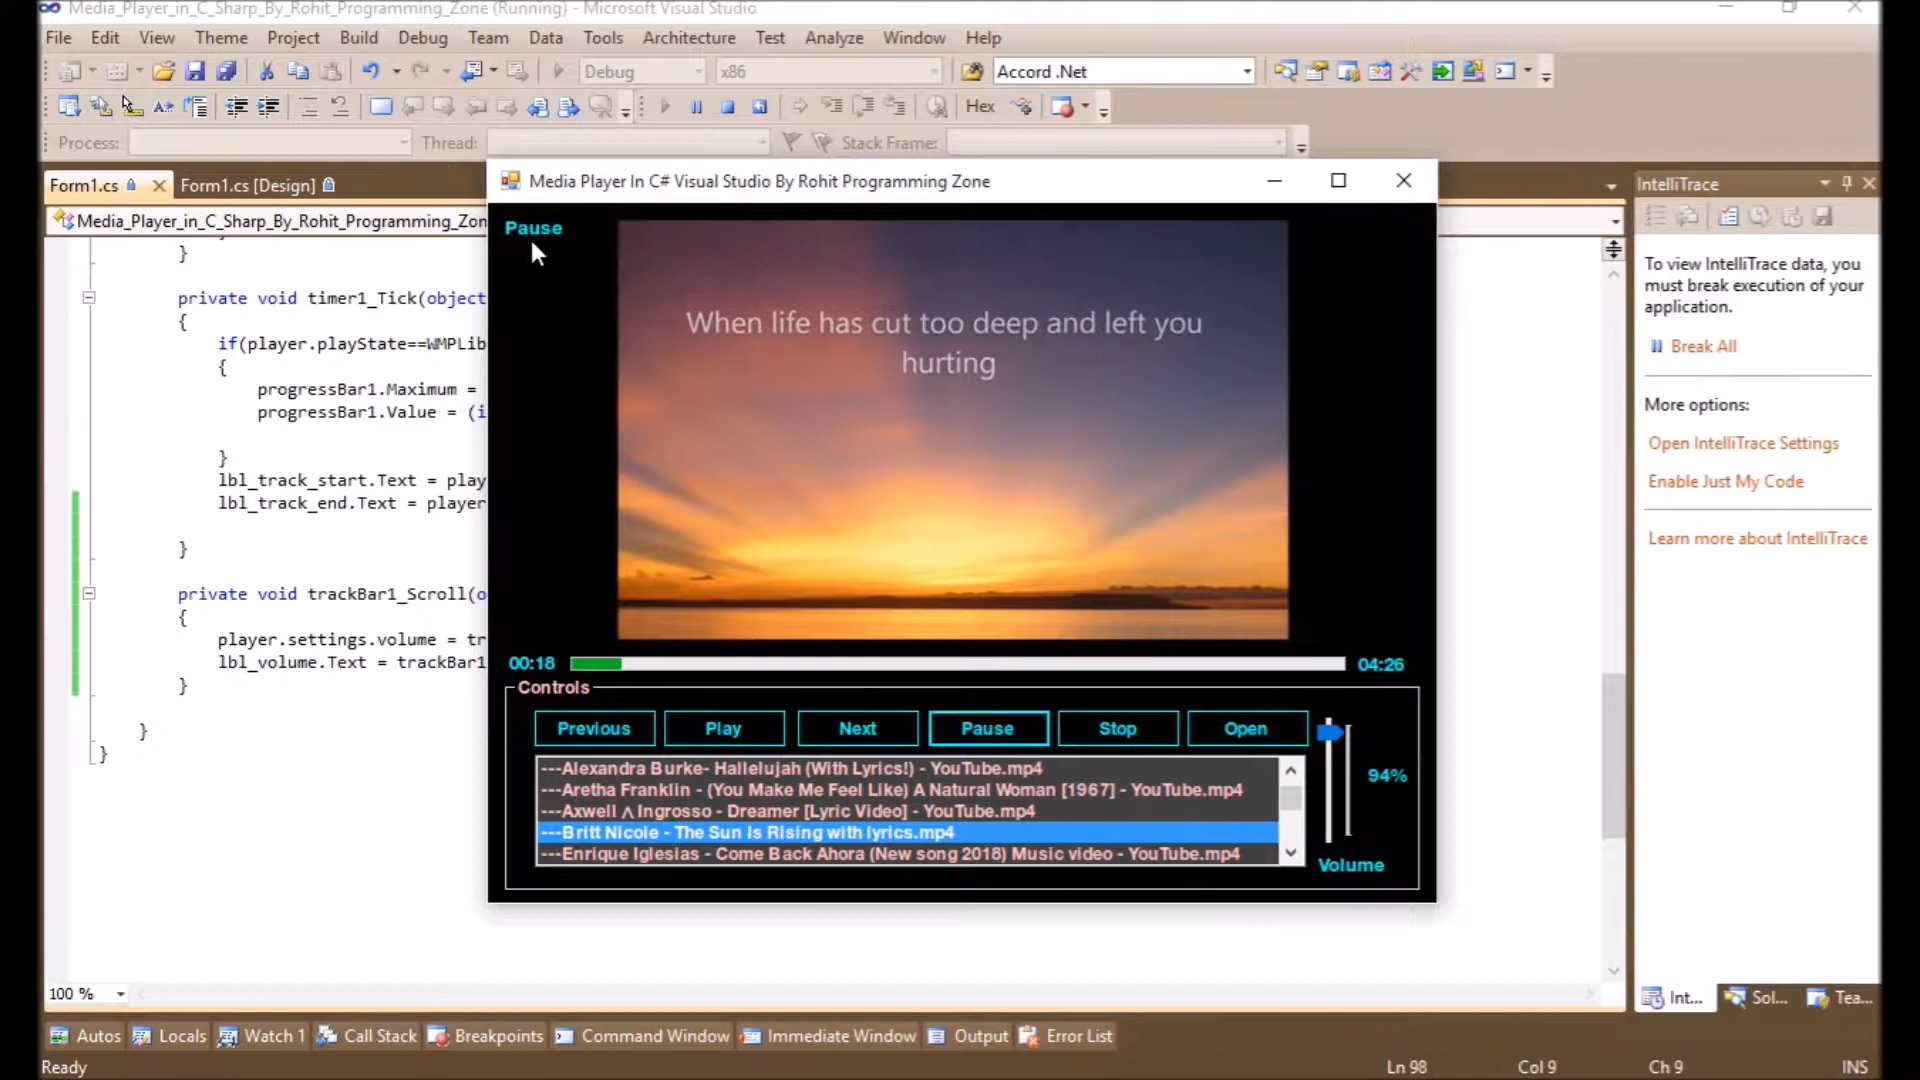 Media_Player_in_C_Sharp_By_Rohit_Programming_Zone (Running) - Microsoft Visual Studio
File Edit View Theme Project Build Debug Team Data Tools Architecture Test Analyze Window Help
Debug x86 Accord .Net
Hex
Process: Thread: Stack Frame:
Form1.cs Form1.cs [Design]
Media_Player_in_C_Sharp_By_Rohit_Programming_Zon
}
private void timer1_Tick(object
{
if(player.playState==WMPLib
{
progressBar1.Maximum =
progressBar1.Value = (i
}
lbl_track_start.Text = play
lbl_track_end.Text = player
}
private void trackBar1_Scroll(o
{
player.settings.volume = tr
lbl_volume.Text = trackBar1
}
}
}
100 %
Media Player In C# Visual Studio By Rohit Programming Zone
Pause
When life has cut too deep and left you
hurting
00:18 04:26
Controls
Previous Play Next Pause Stop Open
---Alexandra Burke- Hallelujah (With Lyrics!) - YouTube.mp4
---Aretha Franklin - (You Make Me Feel Like) A Natural Woman [1967] - YouTube.mp4
---Axwell Λ Ingrosso - Dreamer [Lyric Video] - YouTube.mp4
---Britt Nicole - The Sun Is Rising with lyrics.mp4
---Enrique Iglesias - Come Back Ahora (New song 2018) Music video - YouTube.mp4
94%
Volume
IntelliTrace
To view IntelliTrace data, you
must break execution of your
application.
Break All
More options:
Open IntelliTrace Settings
Enable Just My Code
Learn more about IntelliTrace
Int... Sol... Tea...
Autos Locals Watch 1 Call Stack Breakpoints Command Window Immediate Window Output Error List
Ready Ln 98 Col 9 Ch 9 INS